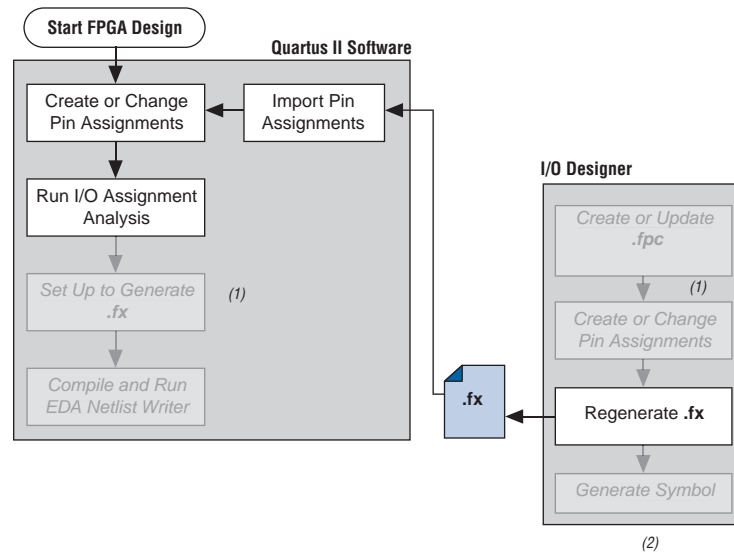 Start FPGA Design
Quartus II Software
Create or Change
Pin Assignments
Import Pin
Assignments
Run I/O Assignment
Analysis
Set Up to Generate
.fx
(1)
Compile and Run
EDA Netlist Writer
.fx
I/O Designer
Create or Update
.fpc
(1)
Create or Change
Pin Assignments
Regenerate .fx
Generate Symbol
(2)